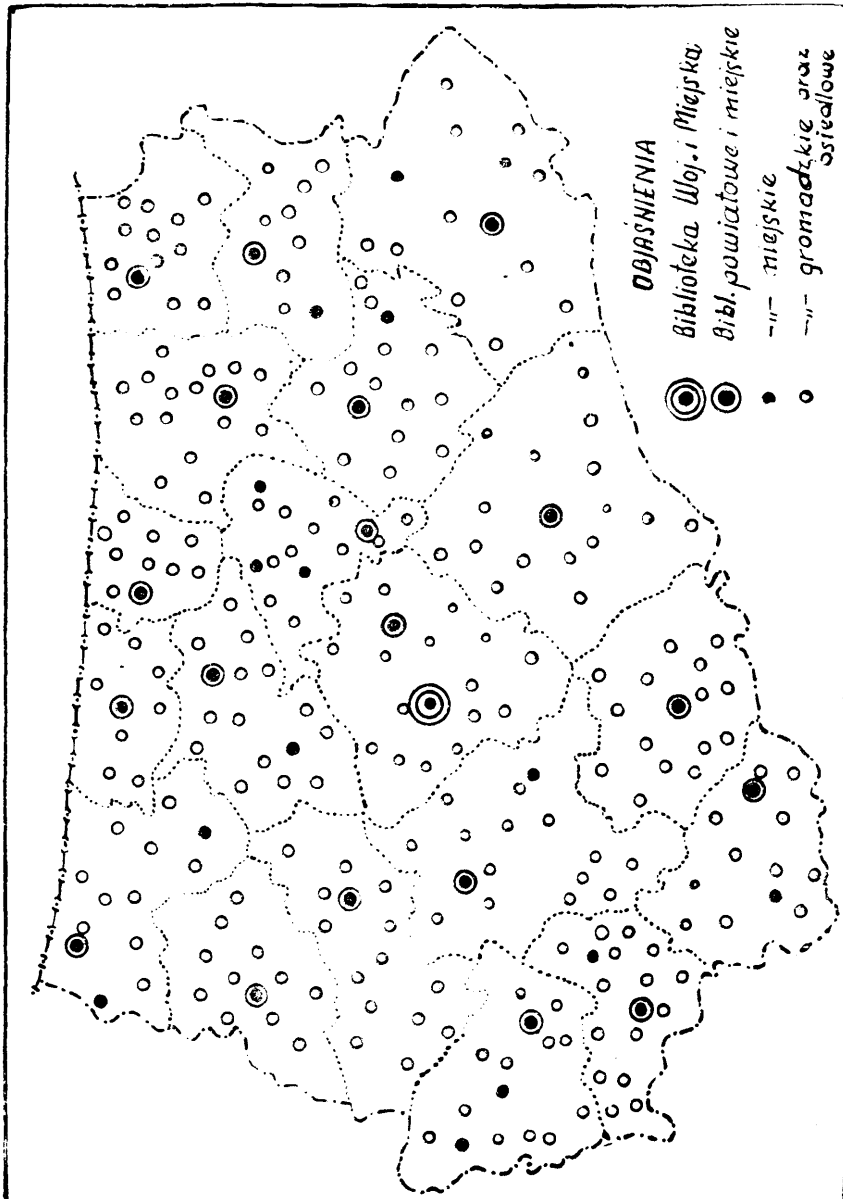 OBJAŚNIENIA
Biblioteka Woj. i Miejska
Bibl. powiatowe i miejskie
-„- miejskie
-„- gromadzkie oraz
osiedlowe